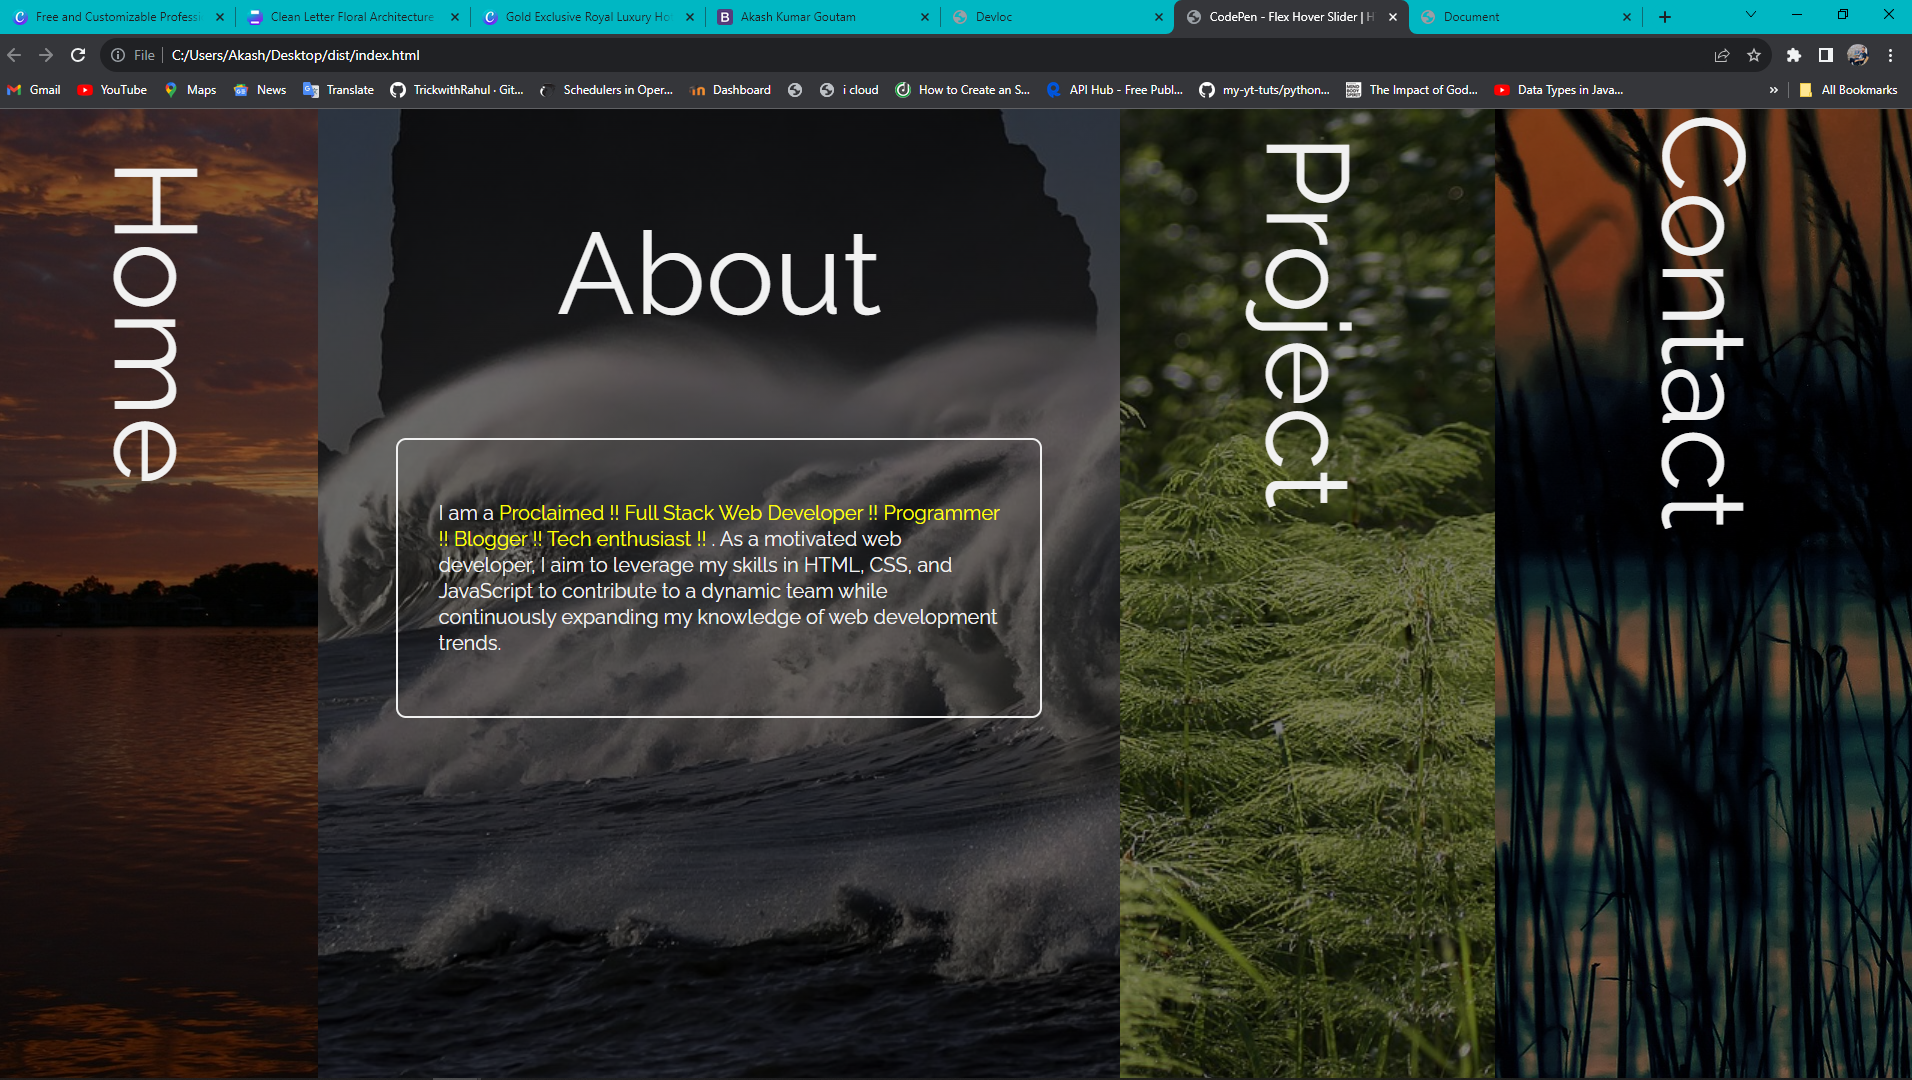 Free and Customizable Professi
Clean Letter Floral Architecture
Gold Exclusive Royal Luxury Ho
Akash Kumar Goutam
Devloc
CodePen - Flex Hover Slider | H
Document
File
C:/Users/Akash/Desktop/dist/index.html
Gmail
YouTube
Maps
News
Translate
TrickwithRahul · Git...
Schedulers in Oper...
Dashboard
i cloud
How to Create an S...
API Hub - Free Publ...
my-yt-tuts/python...
The Impact of God...
Data Types in Java...
»
All Bookmarks
Home
About
I am a Proclaimed !! Full Stack Web Developer !! Programmer
!! Blogger !! Tech enthusiast !! . As a motivated web
developer, I aim to leverage my skills in HTML, CSS, and
JavaScript to contribute to a dynamic team while
continuously expanding my knowledge of web development
trends.
Project
Contact